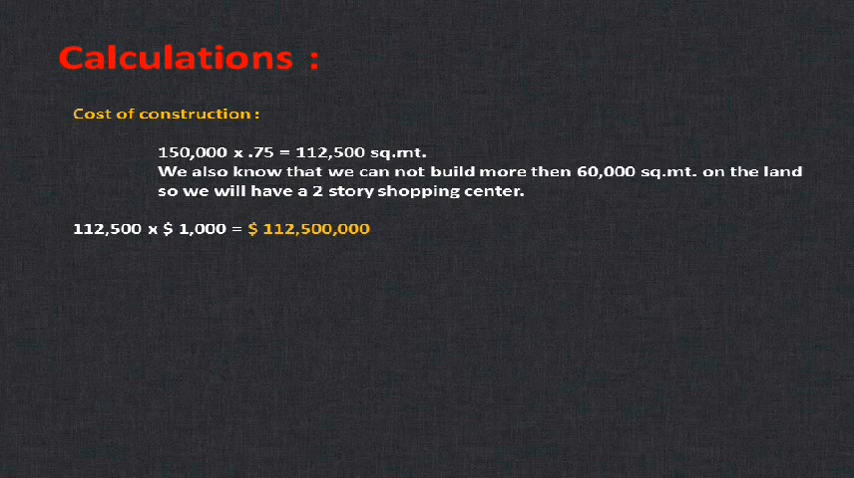 Calculations :
Cost of construction :
150,000 x .75 = 112,500 sq.mt.
We also know that we can not build more then 60,000 sq.mt. on the land
so we will have a 2 story shopping center.
112,500 x $ 1,000 = $ 112,500,000